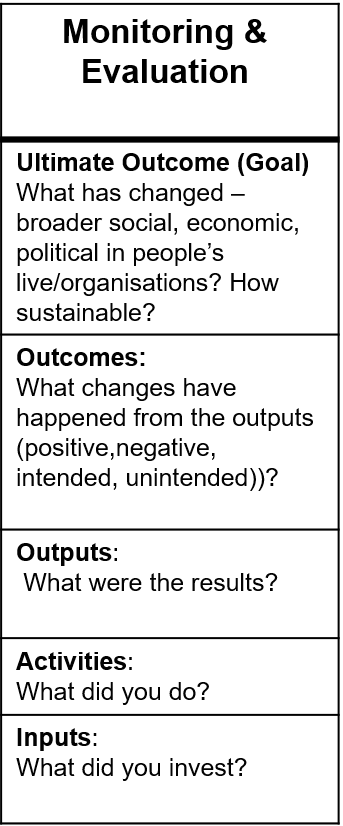 Monitoring &
Evaluation
Ultimate Outcome (Goal)
What has changed –
broader social, economic,
political in people’s
live/organisations? How
sustainable?
Outcomes:
What changes have
happened from the outputs
(positive,negative,
intended, unintended))?
Outputs:
What were the results?
Activities:
What did you do?
Inputs:
What did you invest?